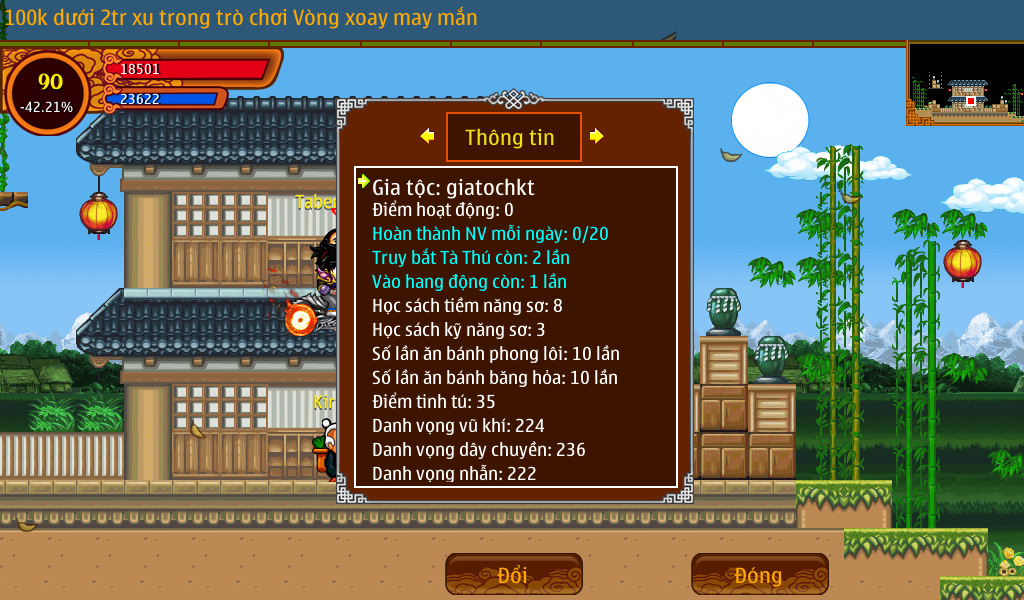 100k dưới 2tr xu trong trò chơi Vòng xoay may mắn
90
-42.21%
18501
23622
Thông tin
Gia tộc: giatochkt
Điểm hoạt động: 0
Hoàn thành NV mỗi ngày: 0/20
Truy bắt Tà Thú còn: 2 lần
Vào hang động còn: 1 lần
Học sách tiềm năng sơ: 8
Học sách kỹ năng sơ: 3
Số lần ăn bánh phong lôi: 10 lần
Số lần ăn bánh băng hỏa: 10 lần
Điểm tinh tú: 35
Danh vọng vũ khí: 224
Danh vọng dây chuyền: 236
Danh vọng nhẫn: 222
Đổi
Đóng